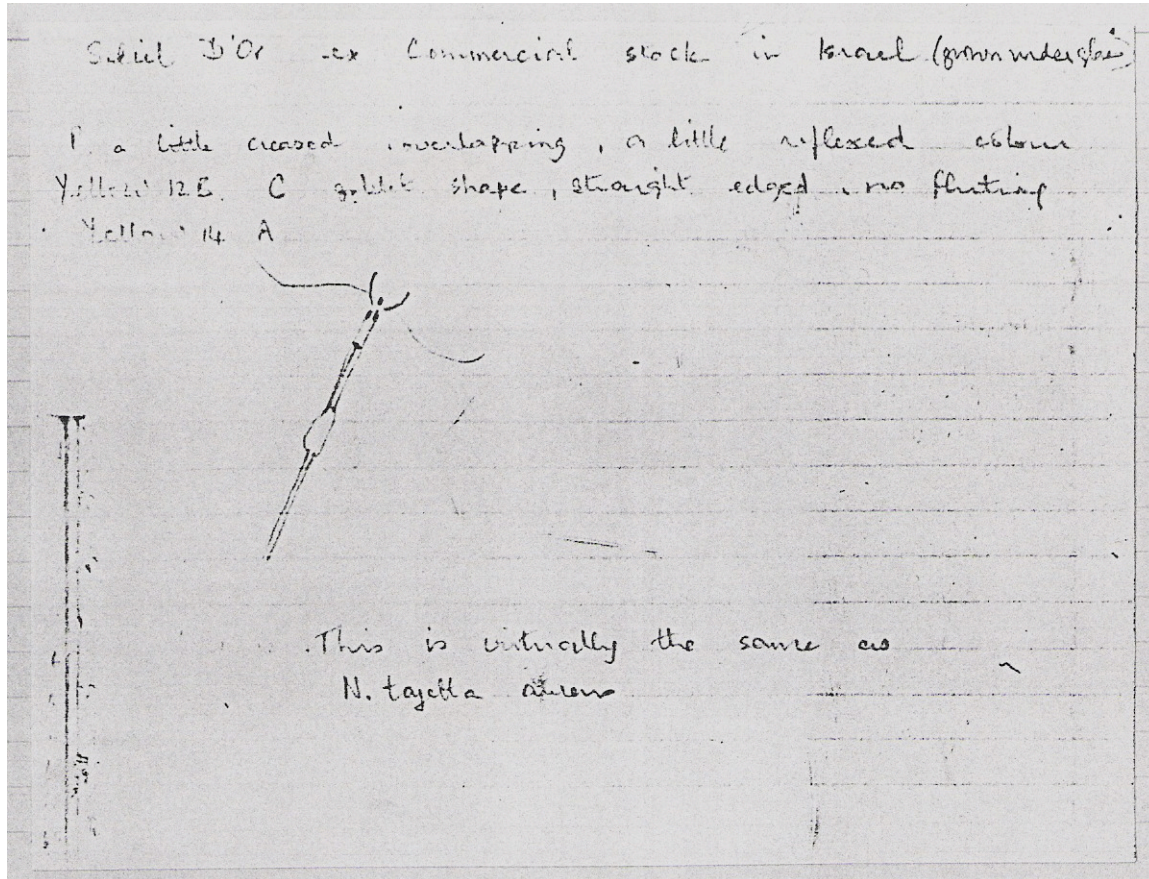 D'Or ex Commercial stock in Israel (grown under glass)
P a little creased, overlapping, a little reflexed colour
Yellow 12 C goblet shape, straight edged, no fluting
Yellow 14 A
This is virtually the same as
N. tazetta aureus